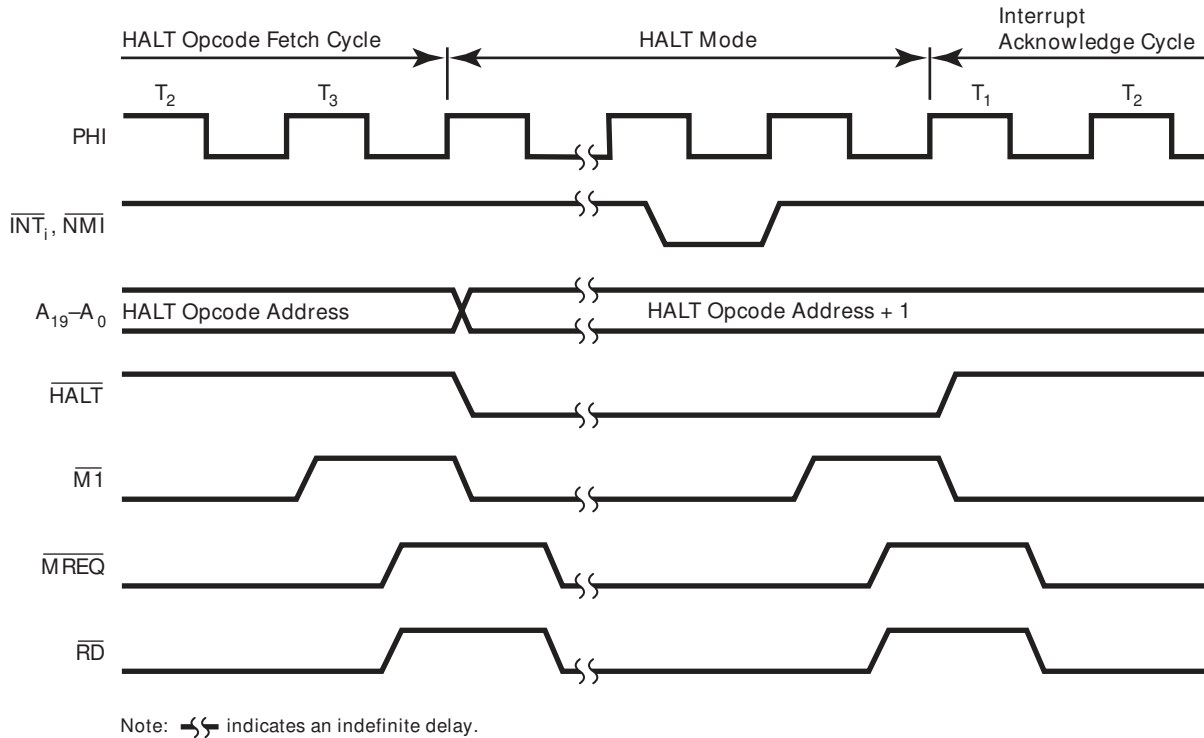 HALT Opcode Fetch Cycle
HALT Mode
Interrupt
Acknowledge Cycle
T2
T3
T1
T2
PHI
INTi, NMI
A19–A0
HALT Opcode Address
HALT Opcode Address + 1
HALT
M1
MREQ
RD
Note: indicates an indefinite delay.